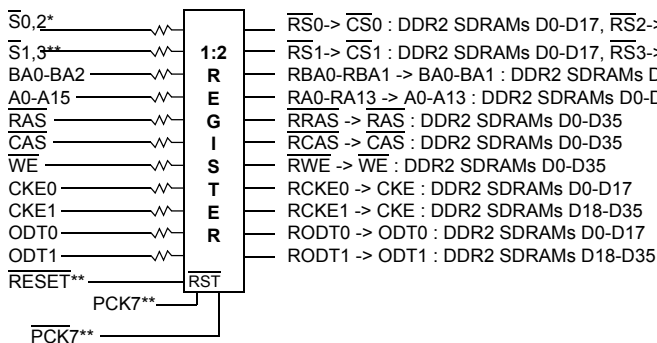 S0,2* RS0-> CS0 : DDR2 SDRAMs D0-D17, RS2-
S1,3** 1:2 RS1-> CS1 : DDR2 SDRAMs D0-D17, RS3-
BA0-BA2 R RBA0-RBA1 -> BA0-BA1 : DDR2 SDRAMs
A0-A15 E RA0-RA13 -> A0-A13 : DDR2 SDRAMs
RAS G RRAS -> RAS : DDR2 SDRAMs D0-D35
CAS I RCAS -> CAS : DDR2 SDRAMs D0-D35
WE S RWE -> WE : DDR2 SDRAMs D0-D35
CKE0 T RCKE0 -> CKE : DDR2 SDRAMs D0-D17
CKE1 E RCKE1 -> CKE : DDR2 SDRAMs D18-D35
ODT0 R RODT0 -> ODT0 : DDR2 SDRAMs D0-D17
ODT1 RODT1 -> ODT1 : DDR2 SDRAMs D18-D35
RESET** RST
PCK7**
PCK7**